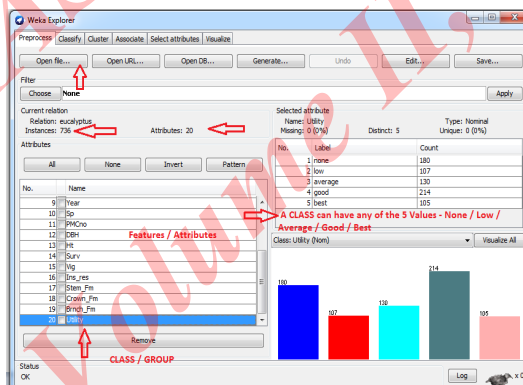 Weka Explorer
Preprocess Classify Cluster Associate Select attributes Visualize
Open file... Open URL... Open DB... Generate... Undo Edit... Save...
Filter
Choose None Apply
Current relation
Relation: eucalyptus
Instances: 736 Attributes: 20
Attributes
All None Invert Pattern
No. Name
9 Year
10 Sp
11 PMCno
12 DBH
13 Ht
14 Surv
15 Vig
16 Ins_res
17 Stem_Fm
18 Crown_Fm
19 Brnch_Fm
20 Utility
Features / Attributes
Remove
CLASS / GROUP
Selected attribute
Name: Utility Type: Nominal
Missing: 0 (0%) Distinct: 5 Unique: 0 (0%)
No. Label Count
1 none 180
2 low 107
3 average 130
4 good 214
5 best 105
A CLASS can have any of the 5 Values - None / Low /
Average / Good / Best
Class: Utility (Nom) Visualize All
180
107
130
214
105
Status
OK
Log x 0
Volume II,